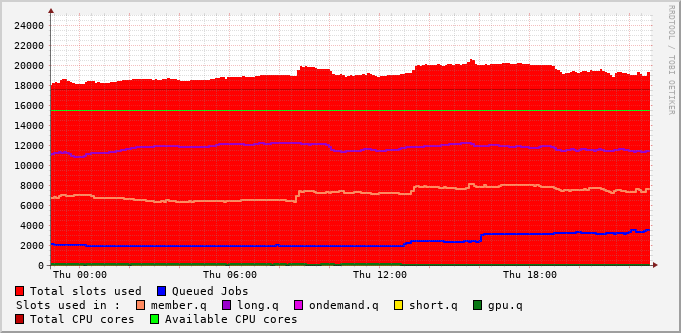 RRDTOOL / TOBI OETIKER
24000
22000
20000
18000
16000
14000
12000
10000
8000
6000
4000
2000
0
Thu 00:00 Thu 06:00 Thu 12:00 Thu 18:00
Total slots used Queued Jobs
Slots used in : member.q long.q ondemand.q short.q gpu.q
Total CPU cores Available CPU cores